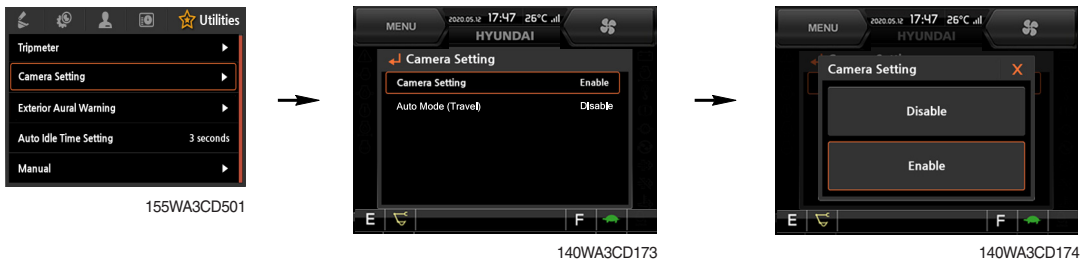 Utilities
Tripmeter
Camera Setting
Exterior Aural Warning
Auto Idle Time Setting 3 seconds
Manual
155WA3CD501
MENU 2020.05.12 17:47 26°C .ıll
HYUNDAI
Camera Setting
Camera Setting Enable
Auto Mode (Travel) Disable
E F
140WA3CD173
MENU 2020.05.12 17:47 26°C .ıll
HYUNDAI
Camera Setting X
Disable
Enable
E F
140WA3CD174